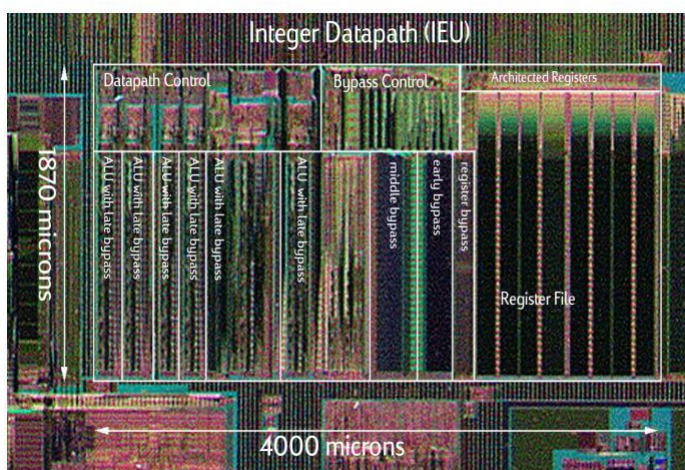 Integer Datapath (IEU)
Datapath Control
Bypass Control
Architected Registers
1870 microns
ALU with late bypass
ALU with late bypass
ALU with late bypass
ALU with late bypass
ALU with late bypass
ALU with late bypass
middle bypass
early bypass
register bypass
Register File
4000 microns